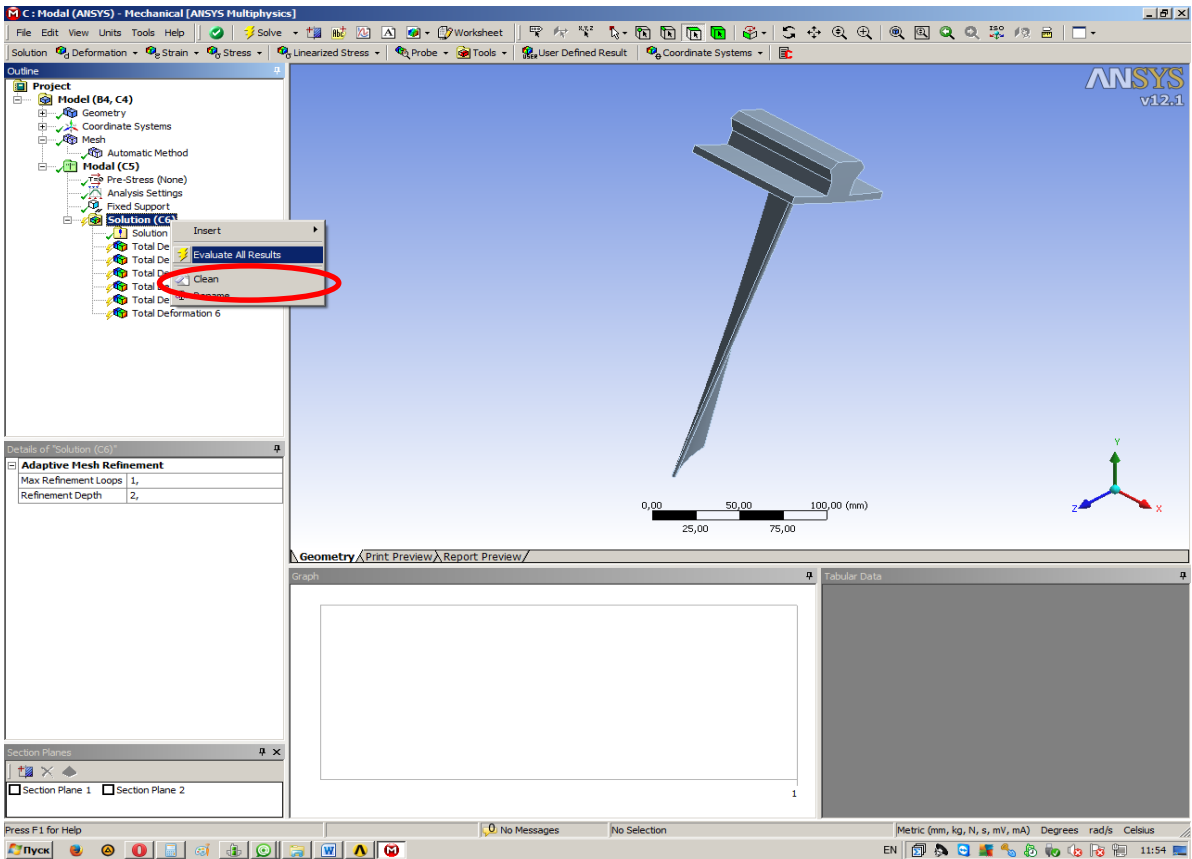 C : Modal (ANSYS) - Mechanical [ANSYS Multiphysics]
File Edit View Units Tools Help Solve Worksheet
Solution Deformation Strain Stress Linearized Stress Probe Tools User Defined Result Coordinate Systems
Outline
Project
Model (B4, C4)
Geometry
Coordinate Systems
Mesh
Automatic Method
Modal (C5)
Pre-Stress (None)
Analysis Settings
Fixed Support
Solution (C6)
Solution
Total De
Total De
Total De
Total De
Total De
Total Deformation 6
Insert
Evaluate All Results
Clean
Rename
ANSYS
v12.1
0,00 50,00 100,00 (mm)
25,00 75,00
Y
Z X
Details of "Solution (C6)"
Adaptive Mesh Refinement
Max Refinement Loops 1,
Refinement Depth 2,
Geometry Print Preview Report Preview
Graph
Tabular Data
1
Section Planes
Section Plane 1 Section Plane 2
Press F1 for Help 0 No Messages No Selection Metric (mm, kg, N, s, mV, mA) Degrees rad/s Celsius
Пуск EN 11:54